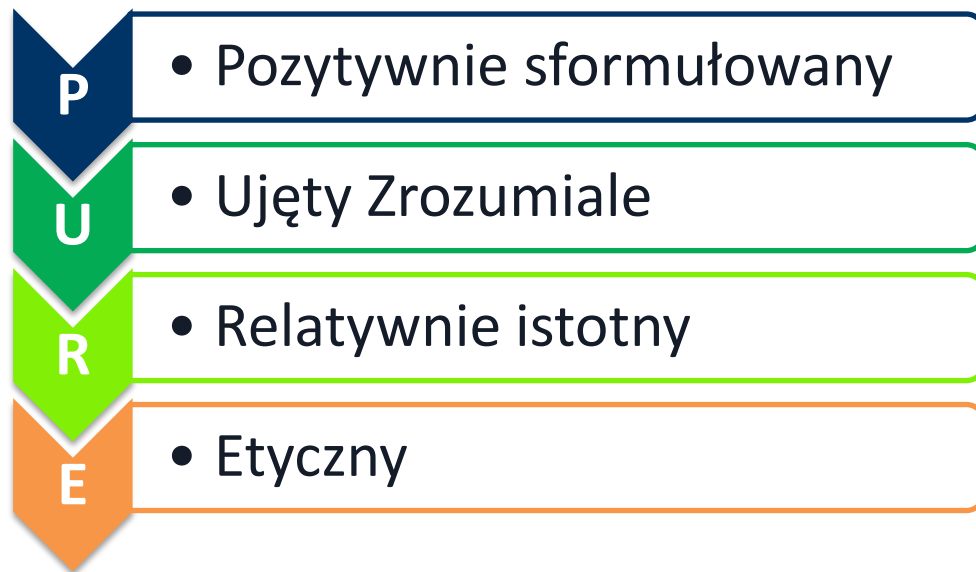 P • Pozytywnie sformułowany
U • Ujęty Zrozumiale
R • Relatywnie istotny
E • Etyczny